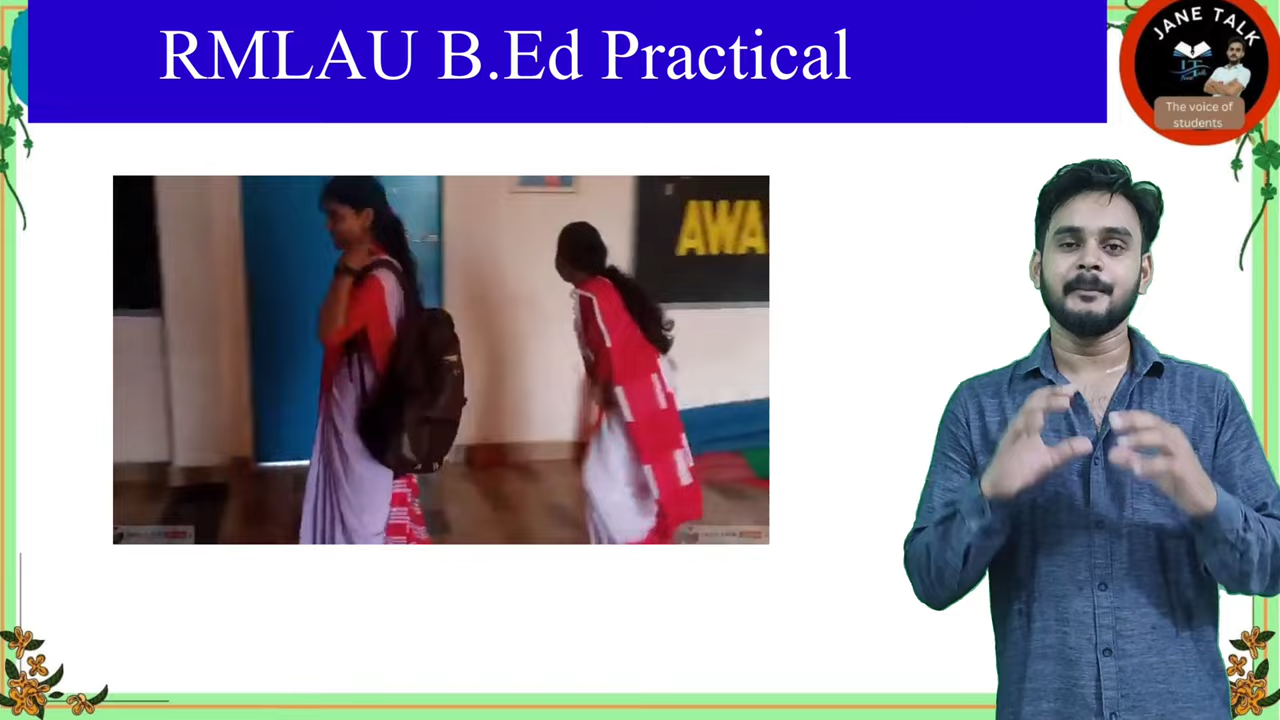 RMLAU B.Ed Practical
JANE TALK
The voice of
students
AWA